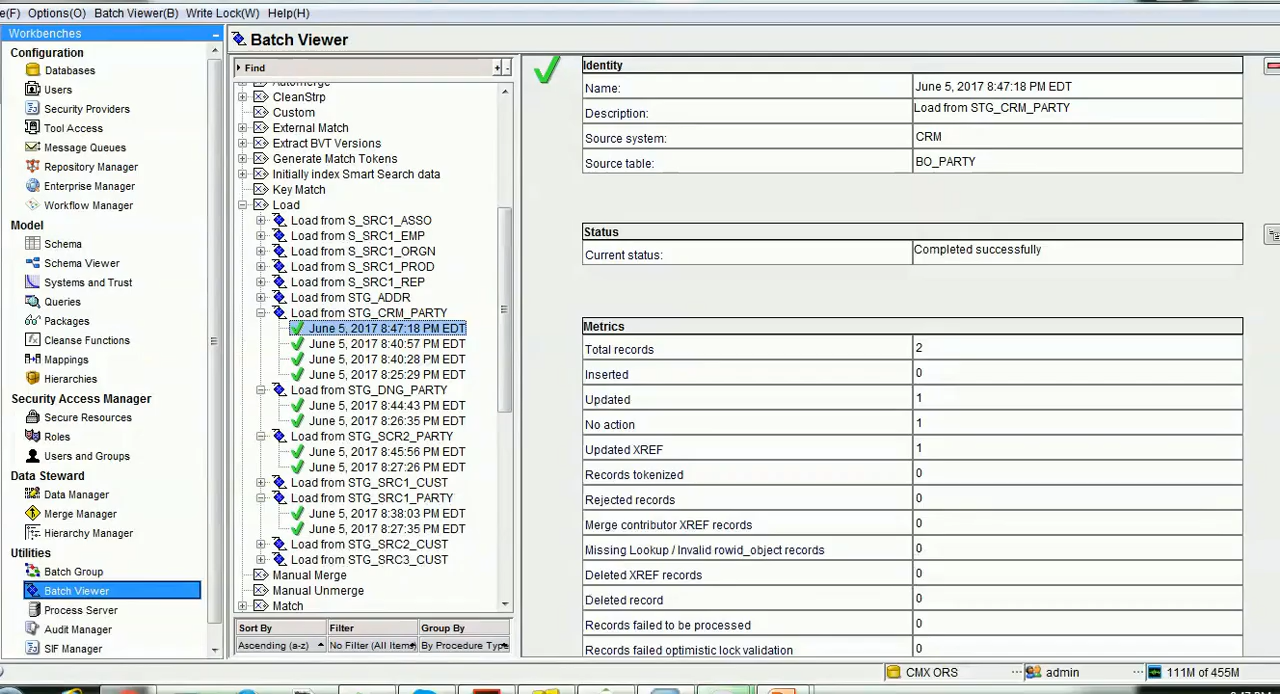 e(F) Options(O) Batch Viewer(B) Write Lock(W) Help(H)
Workbenches
Configuration
Databases
Users
Security Providers
Tool Access
Message Queues
Repository Manager
Enterprise Manager
Workflow Manager
Model
Schema
Schema Viewer
Systems and Trust
Queries
Packages
Cleanse Functions
Mappings
Hierarchies
Security Access Manager
Secure Resources
Roles
Users and Groups
Data Steward
Data Manager
Merge Manager
Hierarchy Manager
Utilities
Batch Group
Batch Viewer
Process Server
Audit Manager
SIF Manager
Batch Viewer
Find
Automerge
CleanStrp
Custom
External Match
Extract BVT Versions
Generate Match Tokens
Initially index Smart Search data
Key Match
Load
Load from S_SRC1_ASSO
Load from S_SRC1_EMP
Load from S_SRC1_ORGN
Load from S_SRC1_PROD
Load from S_SRC1_REP
Load from STG_ADDR
Load from STG_CRM_PARTY
June 5, 2017 8:47:18 PM EDT
June 5, 2017 8:40:57 PM EDT
June 5, 2017 8:40:28 PM EDT
June 5, 2017 8:25:29 PM EDT
Load from STG_DNG_PARTY
June 5, 2017 8:44:43 PM EDT
June 5, 2017 8:26:35 PM EDT
Load from STG_SCR2_PARTY
June 5, 2017 8:45:56 PM EDT
June 5, 2017 8:27:26 PM EDT
Load from STG_SRC1_CUST
Load from STG_SRC1_PARTY
June 5, 2017 8:38:03 PM EDT
June 5, 2017 8:27:35 PM EDT
Load from STG_SRC2_CUST
Load from STG_SRC3_CUST
Manual Merge
Manual Unmerge
Match
Sort By Filter Group By
Ascending (a-z) No Filter (All Items) By Procedure Type
Identity
Name: June 5, 2017 8:47:18 PM EDT
Description: Load from STG_CRM_PARTY
Source system: CRM
Source table: BO_PARTY
Status
Current status: Completed successfully
Metrics
Total records 2
Inserted 0
Updated 1
No action 1
Updated XREF 1
Records tokenized 0
Rejected records 0
Merge contributor XREF records 0
Missing Lookup / Invalid rowid_object records 0
Deleted XREF records 0
Deleted record 0
Records failed to be processed 0
Records failed optimistic lock validation 0
CMX ORS admin 111M of 455M